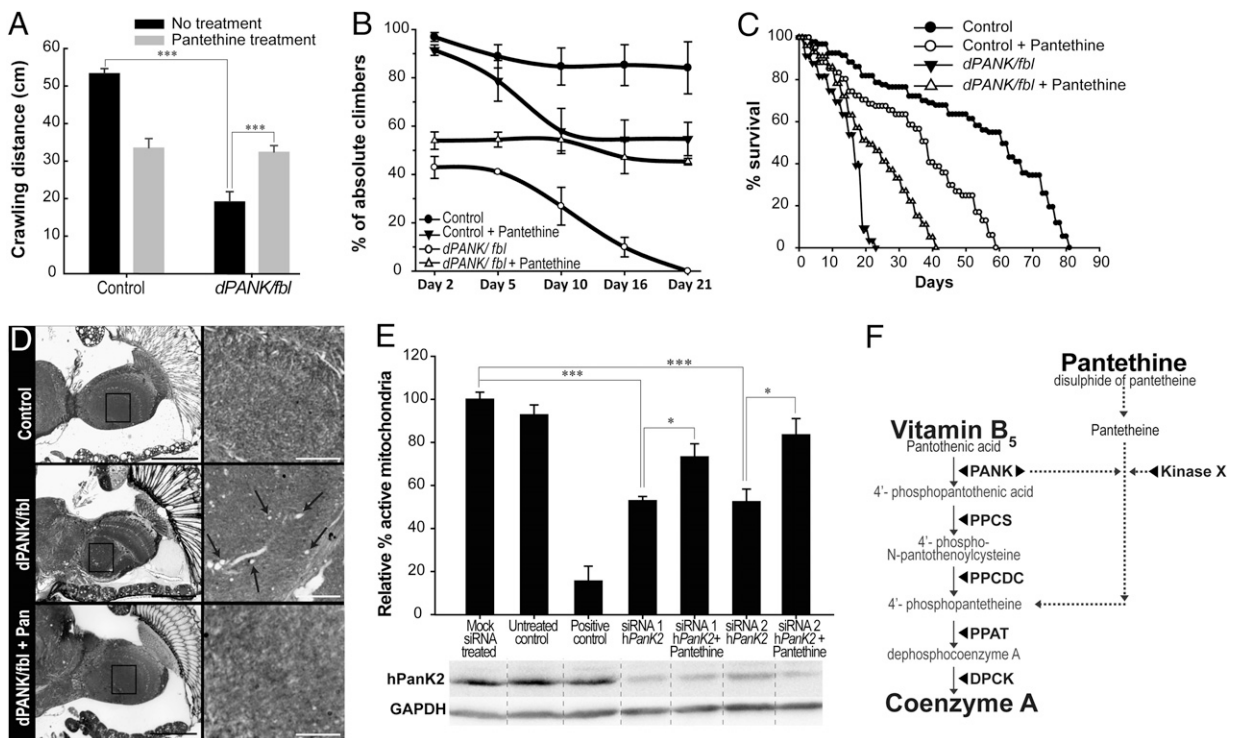 A
No treatment
Pantethine treatment
***
***
Crawling distance (cm)
60
50
40
30
20
10
0
Control
dPANK/fbl
B
% of absolute climbers
100
80
60
40
20
0
Control
Control + Pantethine
dPANK/ fbl
dPANK/ fbl + Pantethine
Day 2 Day 5 Day 10 Day 16 Day 21
C
Control
Control + Pantethine
dPANK/fbl
dPANK/fbl + Pantethine
% survival
100
80
60
40
20
0
0 10 20 30 40 50 60 70 80 90
Days
D
Control
dPANK/fbl
dPANK/fbl + Pan
E
Relative % active mitochondria
120
100
80
60
40
20
0
***
***
*
*
Mock
siRNA
treated
Untreated
control
Positive
control
siRNA 1
hPanK2
siRNA 1
hPanK2+
Pantethine
siRNA 2
hPanK2
siRNA 2
hPanK2 +
Pantethine
hPanK2
GAPDH
F
Pantethine
disulphide of pantetheine
Pantetheine
Vitamin B5
Pantothenic acid
PANK
Kinase X
4'- phosphopantothenic acid
PPCS
4'- phospho-
N-pantothenoylcysteine
PPCDC
4'- phosphopantetheine
PPAT
dephosphocoenzyme A
DPCK
Coenzyme A